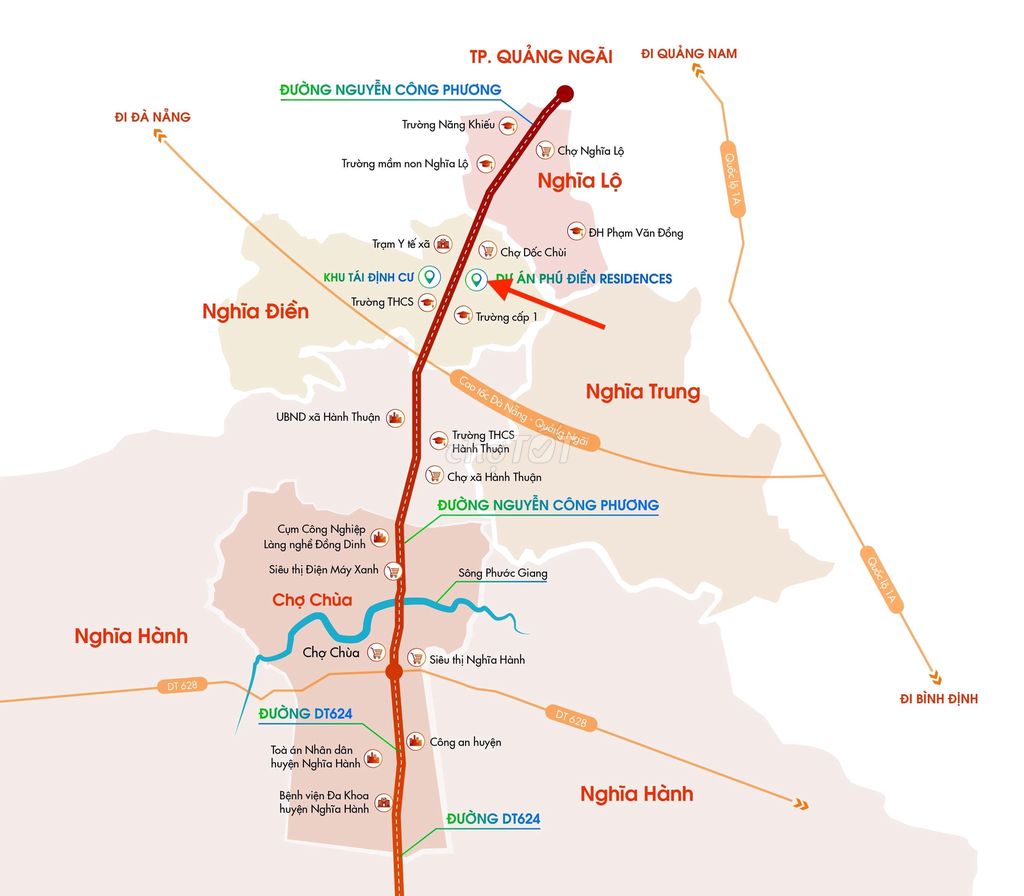 TP. QUẢNG NGÃI
ĐI QUẢNG NAM
ĐƯỜNG NGUYỄN CÔNG PHƯƠNG
ĐI ĐÀ NẴNG
Trường Năng Khiếu
Chợ Nghĩa Lộ
Trường mầm non Nghĩa Lộ
Nghĩa Lộ
Quốc lộ 1A
ĐH Phạm Văn Đồng
Trạm Y tế xã
Chợ Dốc Chùi
KHU TÁI ĐỊNH CƯ
DỰ ÁN PHÚ ĐIỀN RESIDENCES
Trường THCS
Nghĩa Điền
Trường cấp 1
Cao tốc Đà Nẵng - Quảng Ngãi
Nghĩa Trung
UBND xã Hành Thuận
Trường THCS
Hành Thuận
chợTỐT
Chợ xã Hành Thuận
ĐƯỜNG NGUYỄN CÔNG PHƯƠNG
Cụm Công Nghiệp
Làng nghề Đồng Dinh
Siêu thị Điện Máy Xanh
Sông Phước Giang
Quốc lộ 1A
Chợ Chùa
Nghĩa Hành
Chợ Chùa
Siêu thị Nghĩa Hành
DT 628
ĐI BÌNH ĐỊNH
ĐƯỜNG DT624
DT 628
Toà án Nhân dân
huyện Nghĩa Hành
Công an huyện
Bệnh viện Đa Khoa
huyện Nghĩa Hành
Nghĩa Hành
ĐƯỜNG DT624